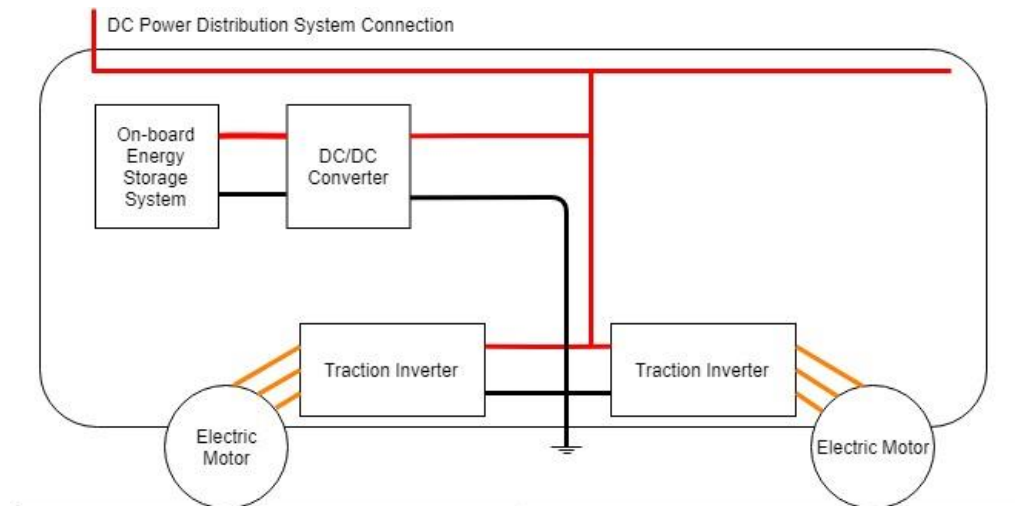 DC Power Distribution System Connection
On-board
Energy
Storage
System
DC/DC
Converter
Traction Inverter
Traction Inverter
Electric
Motor
Electric Motor